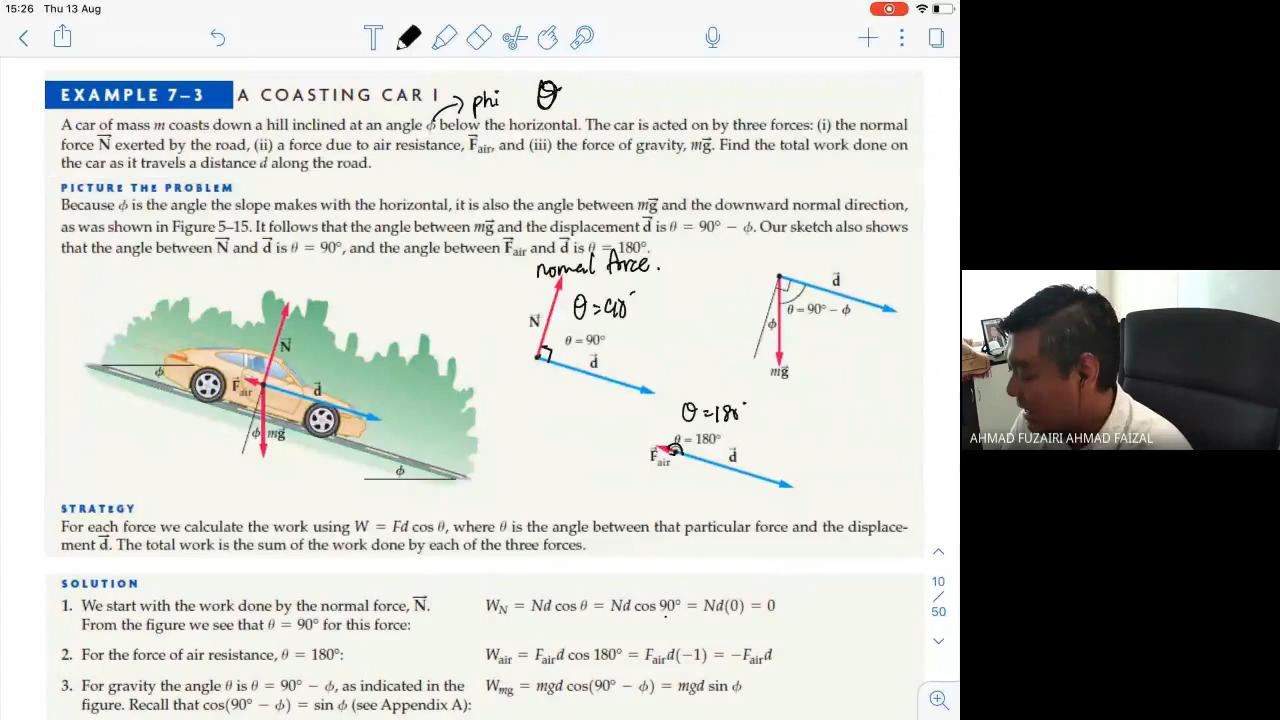 15:26 Thu 13 Aug
EXAMPLE 7–3 A COASTING CAR I
phi θ
A car of mass m coasts down a hill inclined at an angle ϕ below the horizontal. The car is acted on by three forces: (i) the normal
force N⃗ exerted by the road, (ii) a force due to air resistance, F⃗air, and (iii) the force of gravity, mg⃗. Find the total work done on
the car as it travels a distance d along the road.
PICTURE THE PROBLEM
Because ϕ is the angle the slope makes with the horizontal, it is also the angle between mg⃗ and the downward normal direction,
as was shown in Figure 5–15. It follows that the angle between mg⃗ and the displacement d⃗ is θ = 90° − ϕ. Our sketch also shows
that the angle between N⃗ and d⃗ is θ = 90°, and the angle between F⃗air and d⃗ is θ = 180°.
normal force.
θ = 90°
N⃗
θ = 90°
d⃗
d⃗
θ = 90° − ϕ
ϕ
mg⃗
N⃗
ϕ
F⃗air
d⃗
ϕ
mg⃗
ϕ
θ = 180°
θ = 180°
F⃗air
d⃗
STRATEGY
For each force we calculate the work using W = Fd cos θ, where θ is the angle between that particular force and the displace-
ment d⃗. The total work is the sum of the work done by each of the three forces.
SOLUTION
1. We start with the work done by the normal force, N⃗. WN = Nd cos θ = Nd cos 90° = Nd(0) = 0
From the figure we see that θ = 90° for this force:
2. For the force of air resistance, θ = 180°: Wair = Faird cos 180° = Faird(−1) = −Faird
3. For gravity the angle θ is θ = 90° − ϕ, as indicated in the Wmg = mgd cos(90° − ϕ) = mgd sin ϕ
figure. Recall that cos(90° − ϕ) = sin ϕ (see Appendix A):
10
/
50
AHMAD FUZAIRI AHMAD FAIZAL